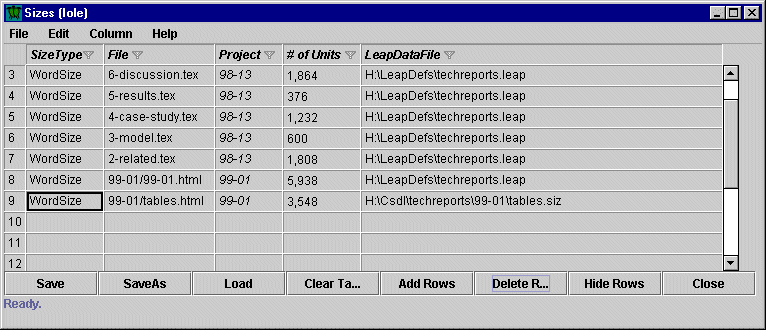 Sizes (Iole)
File Edit Column Help
SizeType File Project # of Units LeapDataFile
3 WordSize 6-discussion.tex 98-13 1,864 H:\LeapDefs\techreports.leap
4 WordSize 5-results.tex 98-13 376 H:\LeapDefs\techreports.leap
5 WordSize 4-case-study.tex 98-13 1,232 H:\LeapDefs\techreports.leap
6 WordSize 3-model.tex 98-13 600 H:\LeapDefs\techreports.leap
7 WordSize 2-related.tex 98-13 1,808 H:\LeapDefs\techreports.leap
8 WordSize 99-01/99-01.html 99-01 5,938 H:\LeapDefs\techreports.leap
9 WordSize 99-01/tables.html 99-01 3,548 H:\Csdl\techreports\99-01\tables.siz
10
11
12
Save SaveAs Load Clear Ta... Add Rows Delete R... Hide Rows Close
Ready.